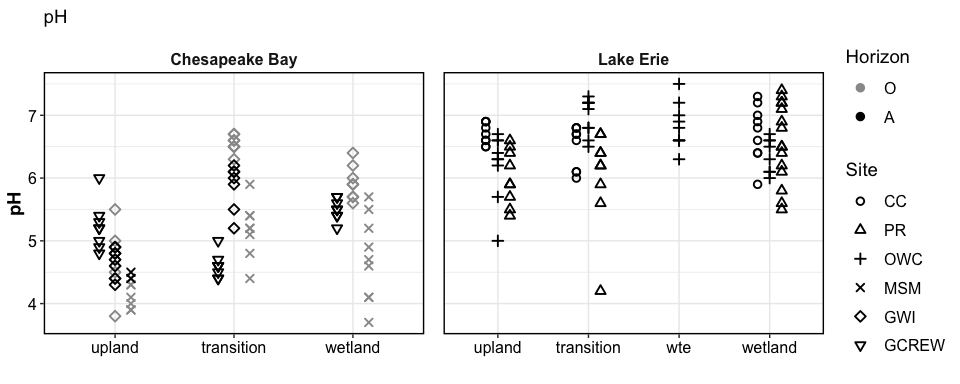 pH
Chesapeake Bay
Lake Erie
pH
7
6
5
4
upland
transition
wetland
upland
transition
wte
wetland
Horizon
O
A
Site
CC
PR
OWC
MSM
GWI
GCREW